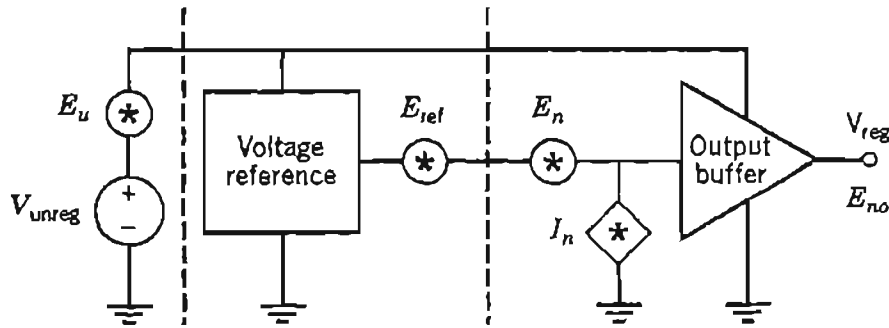 E_u
V_unreg
+
−
Voltage
reference
E_ref
E_n
I_n
Output
buffer
V_reg
E_no